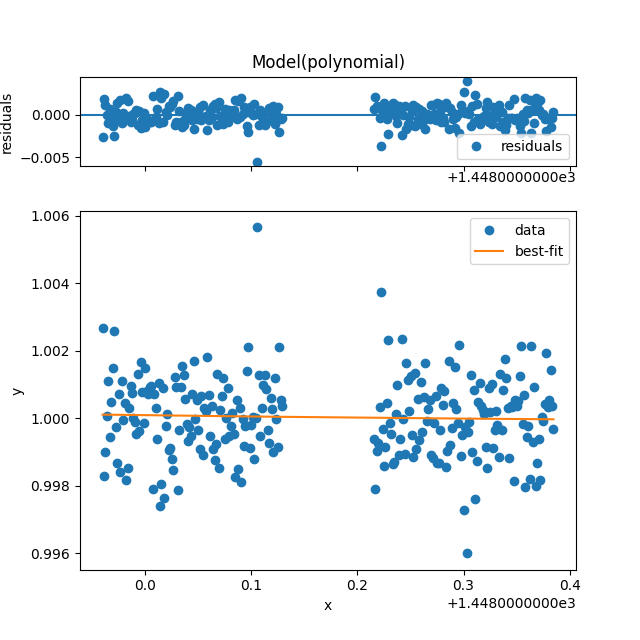 Model(polynomial)
residuals
0.000
−0.005
residuals
+1.4480000000e3
1.006
1.004
1.002
1.000
0.998
0.996
y
data
best-fit
0.0
0.1
0.2
0.3
0.4
x
+1.4480000000e3